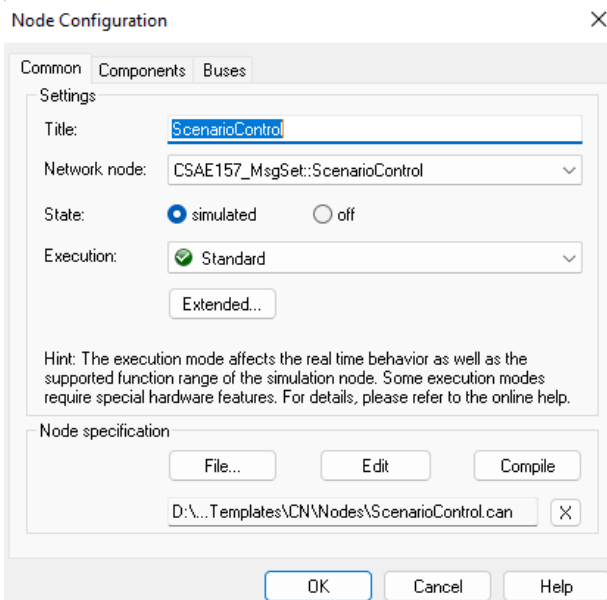 Node Configuration
Common Components Buses
Settings
Title: ScenarioControl
Network node: CSAE157_MsgSet::ScenarioControl
State: simulated off
Execution: Standard
Extended...
Hint: The execution mode affects the real time behavior as well as the
supported function range of the simulation node. Some execution modes
require special hardware features. For details, please refer to the online help.
Node specification
File... Edit Compile
D:\...Templates\CN\Nodes\ScenarioControl.can X
OK Cancel Help